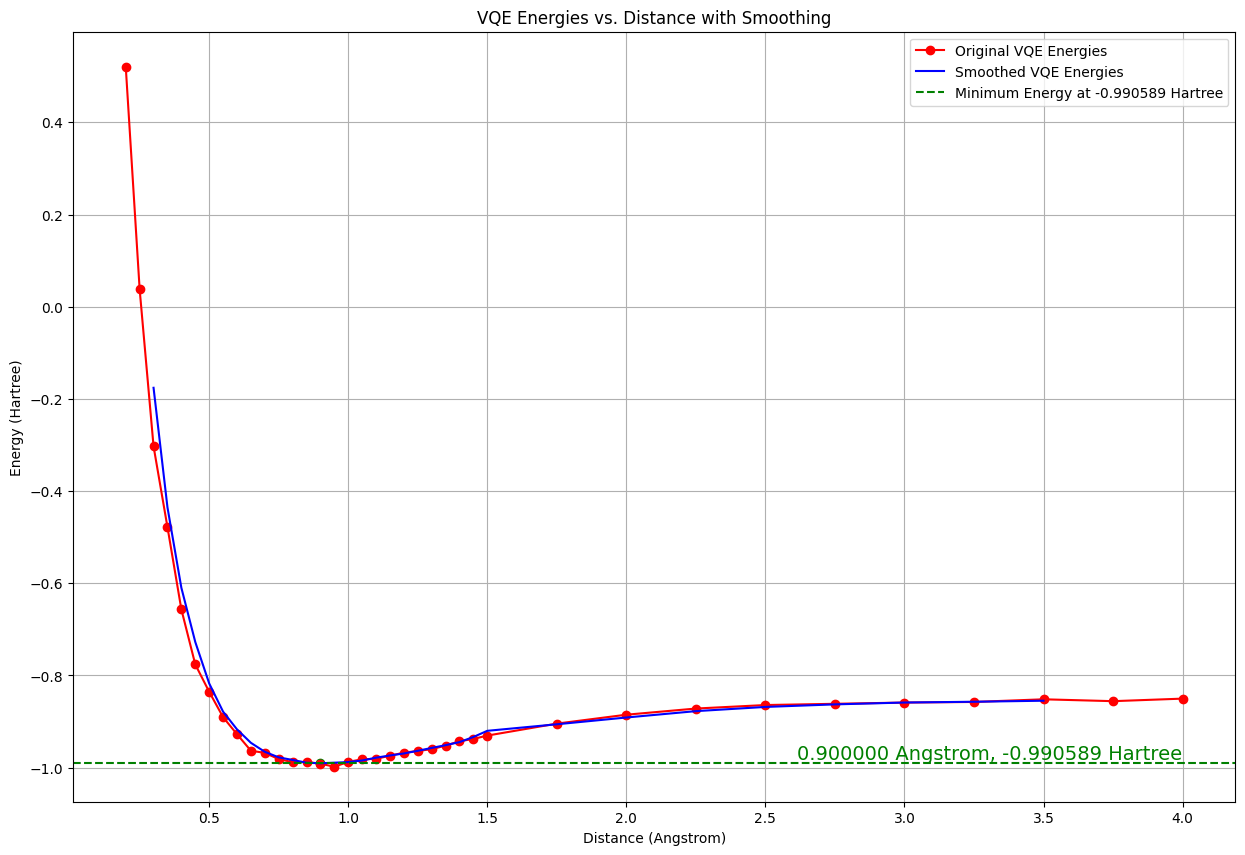 VQE Energies vs. Distance with Smoothing
Original VQE Energies
Smoothed VQE Energies
Minimum Energy at -0.990589 Hartree
Energy (Hartree)
0.4
0.2
0.0
−0.2
−0.4
−0.6
−0.8
−1.0
0.900000 Angstrom, -0.990589 Hartree
0.5
1.0
1.5
2.0
2.5
3.0
3.5
4.0
Distance (Angstrom)